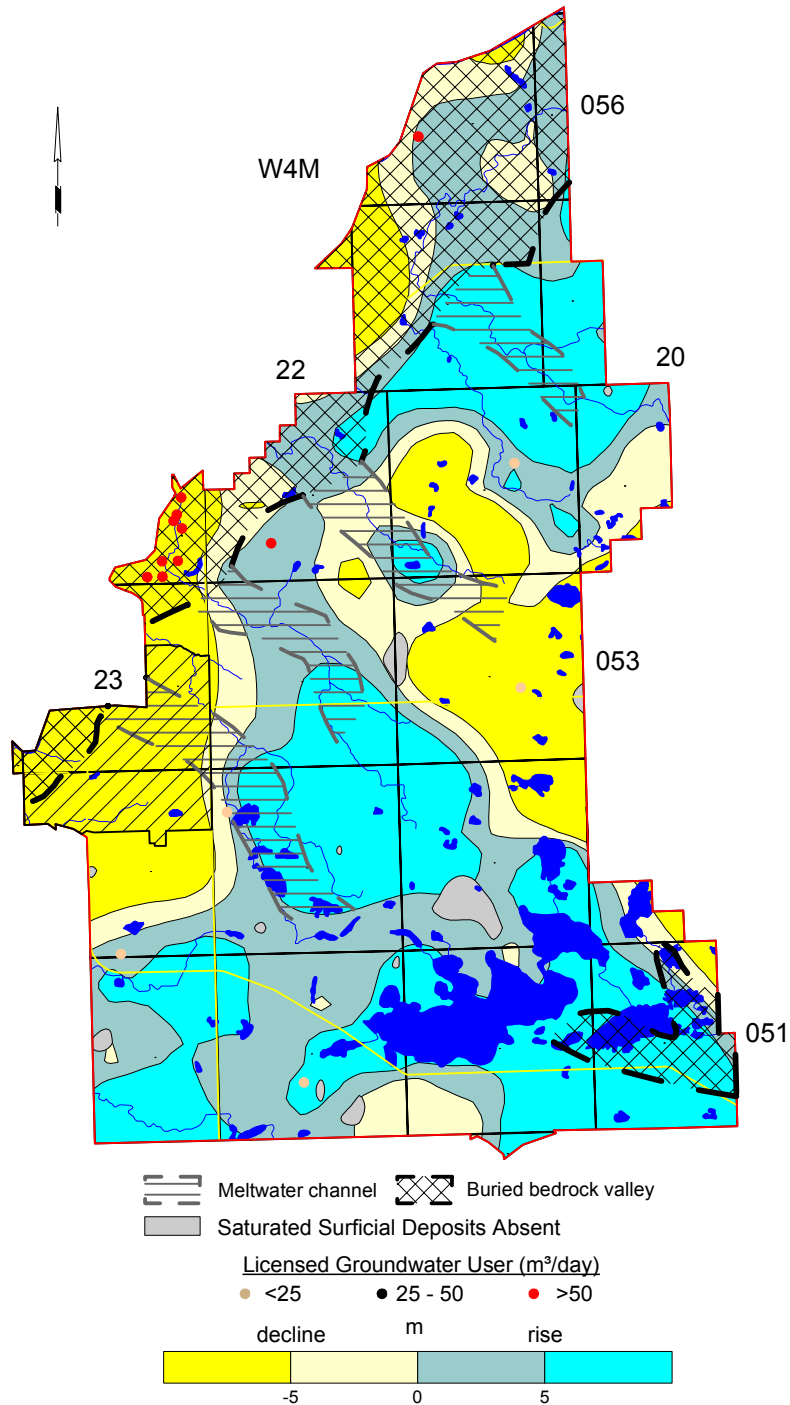 056
W4M
22
20
053
23
051
Meltwater channel
Buried bedrock valley
Saturated Surficial Deposits Absent
Licensed Groundwater User (m³/day)
<25
25 - 50
>50
decline
m
rise
-5
0
5